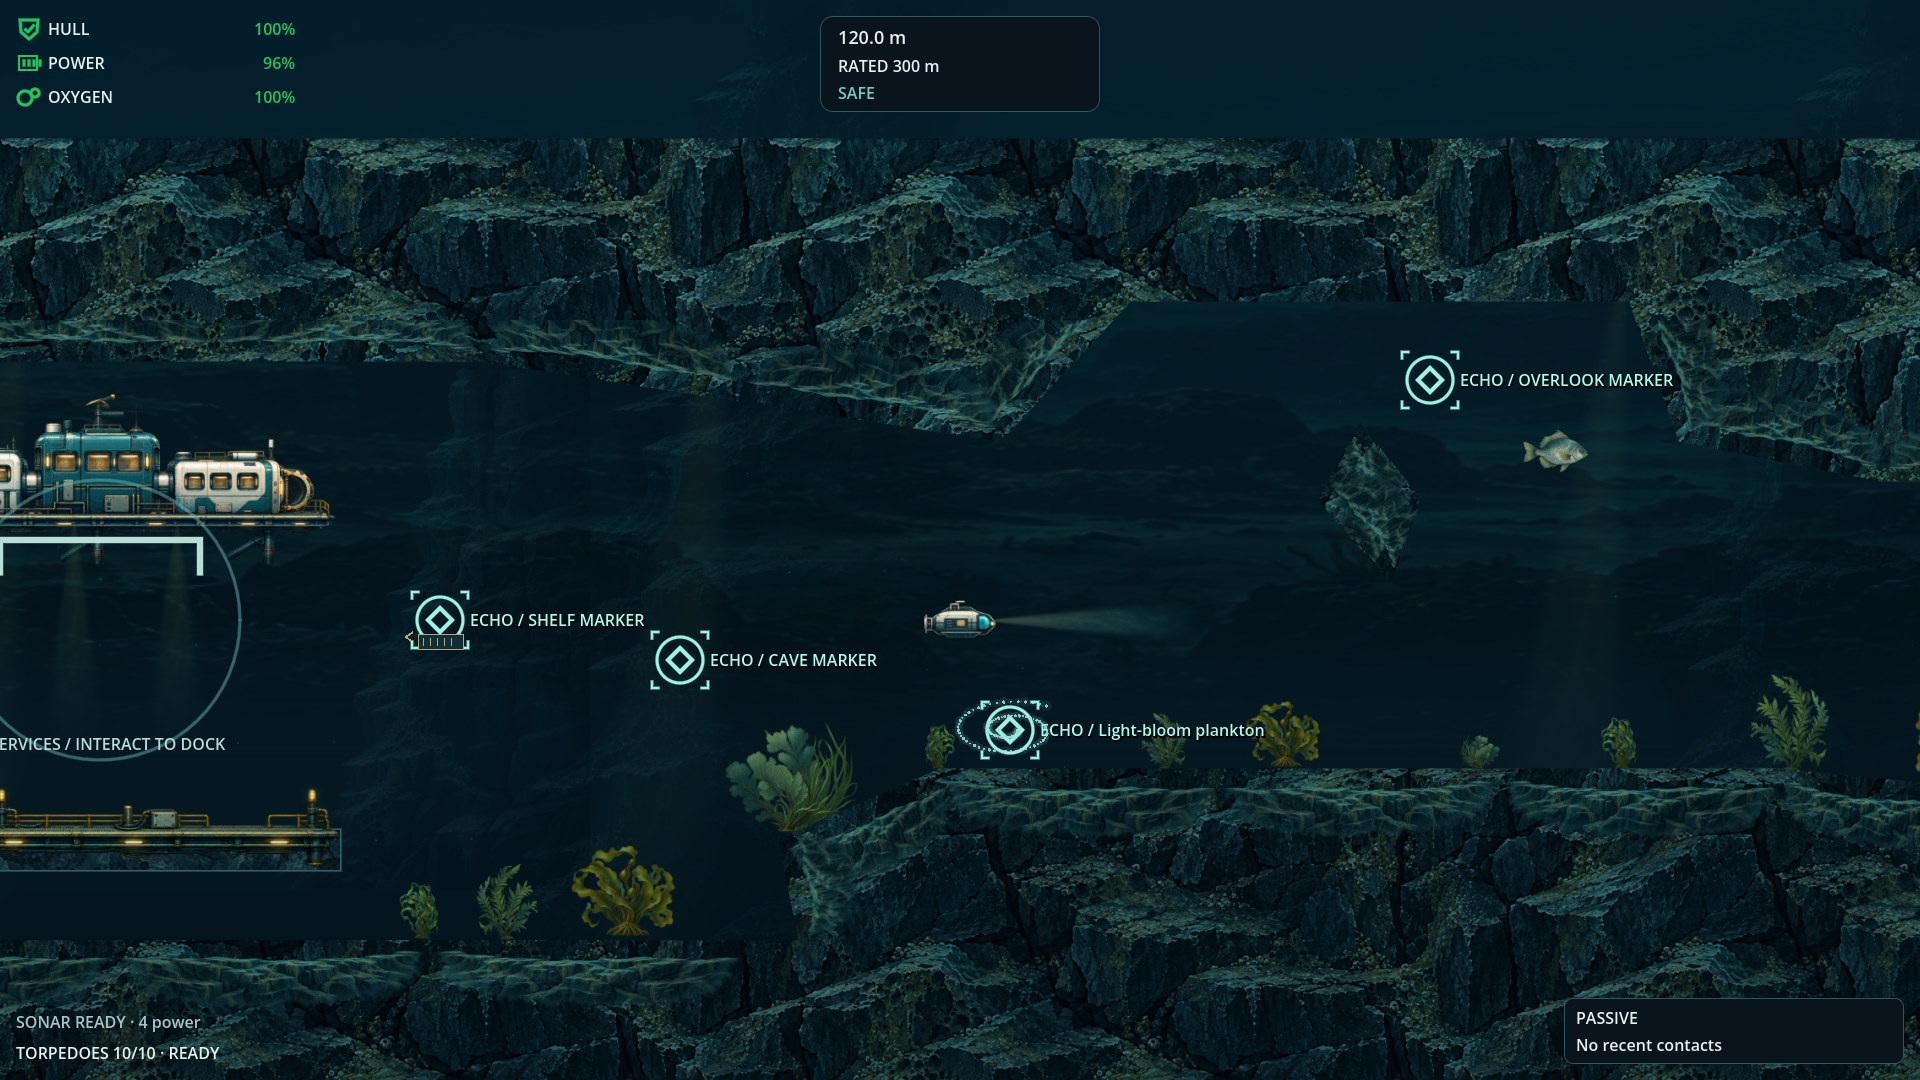 HULL 100%
POWER 96%
OXYGEN 100%
120.0 m
RATED 300 m
SAFE
ECHO / OVERLOOK MARKER
ECHO / SHELF MARKER
ECHO / CAVE MARKER
ECHO / Light-bloom plankton
ERVICES / INTERACT TO DOCK
SONAR READY · 4 power
TORPEDOES 10/10 · READY
PASSIVE
No recent contacts